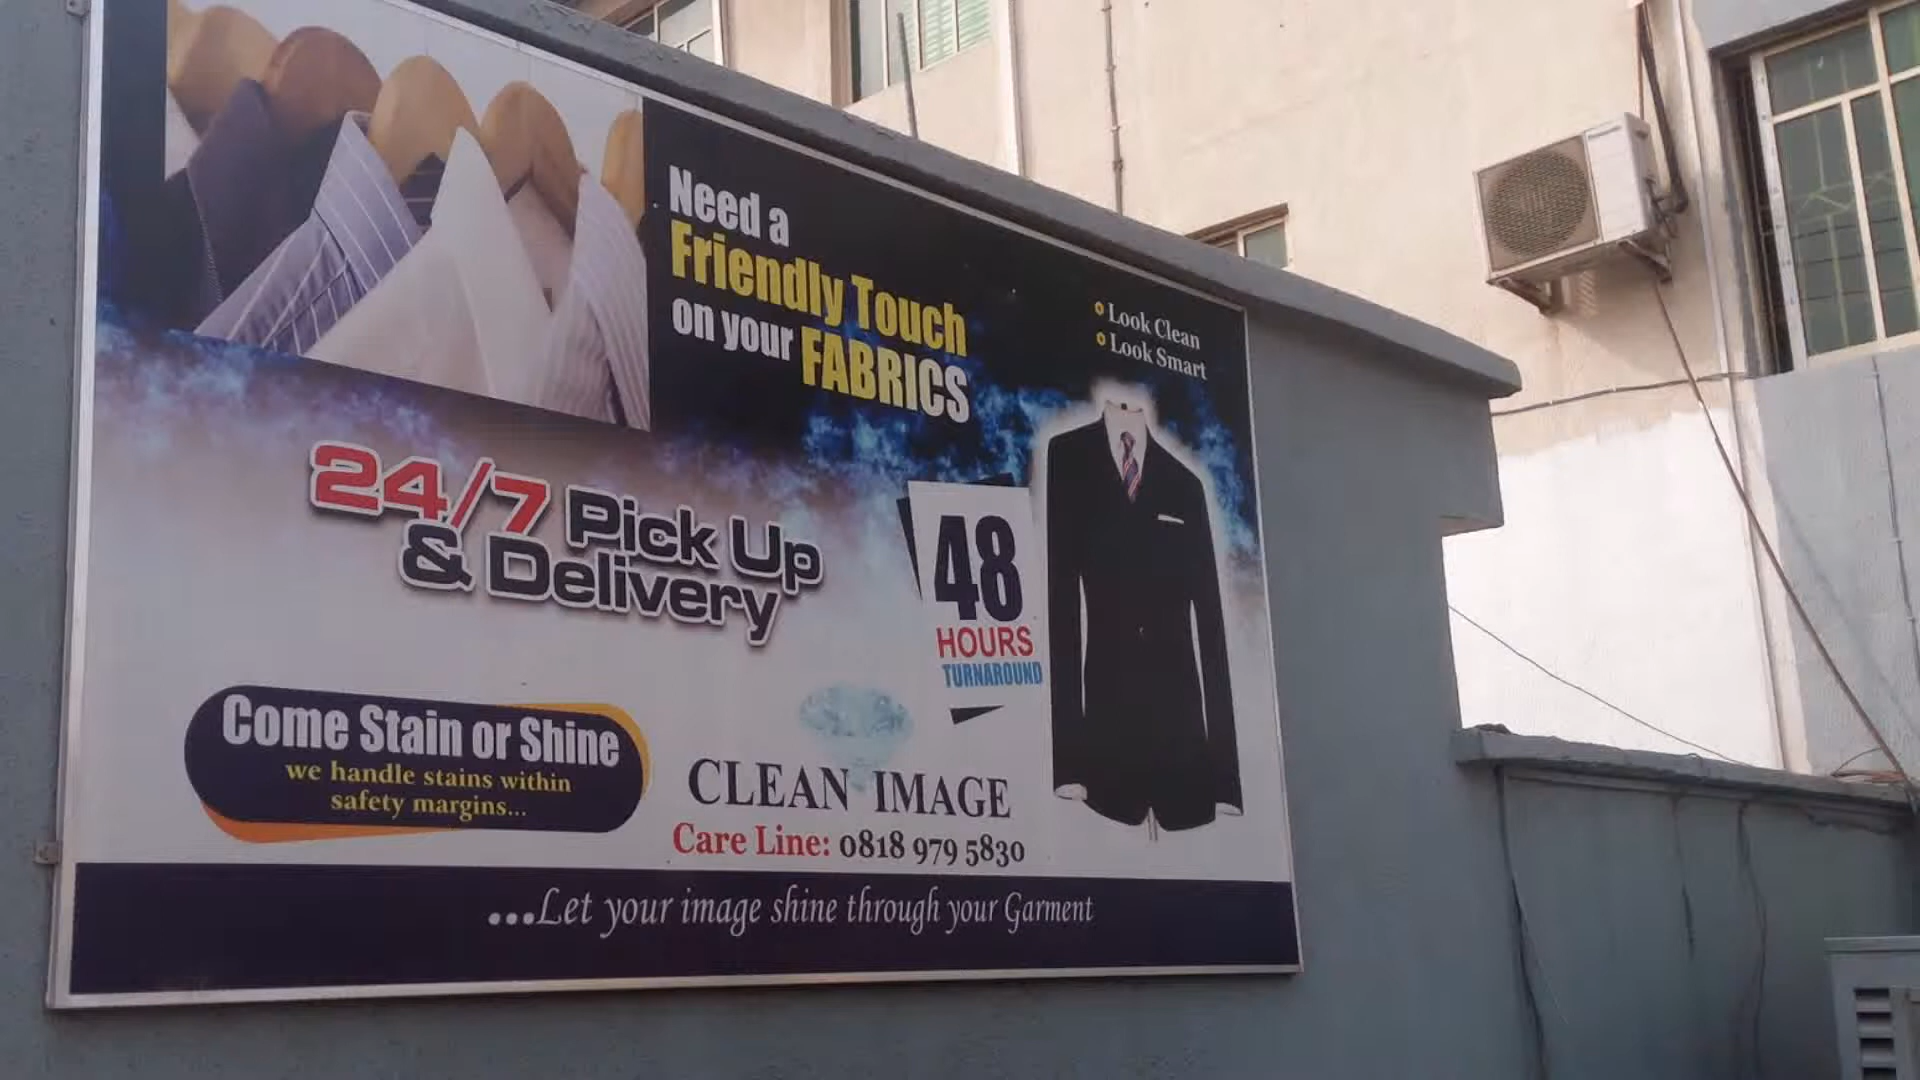 Need a
Friendly Touch
on your FABRICS
Look Clean
Look Smart
24/7 Pick Up
& Delivery
48
HOURS
TURNAROUND
Come Stain or Shine
we handle stains within
safety margins...
CLEAN IMAGE
Care Line: 0818 979 5830
...Let your image shine through your Garment